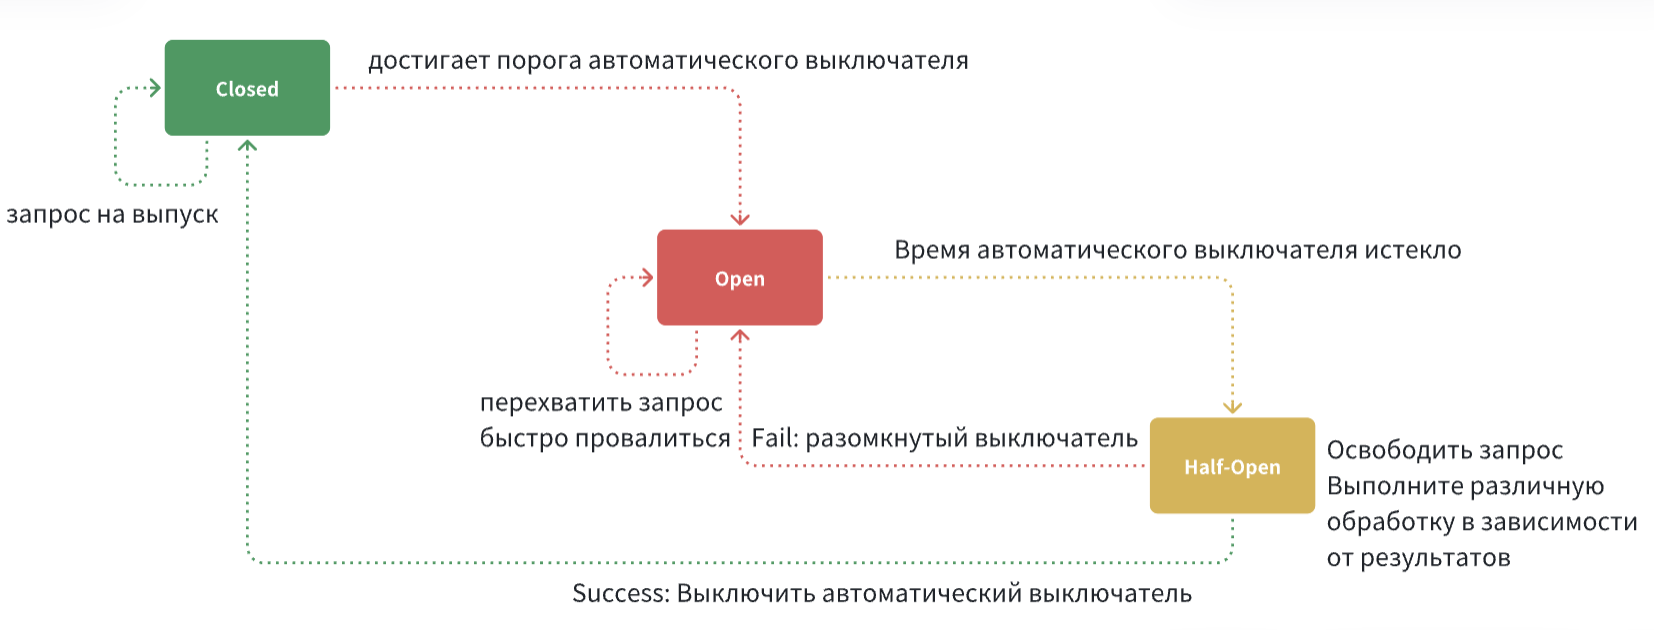 достигает порога автоматического выключателя
Closed
запрос на выпуск
Время автоматического выключателя истекло
Open
перехватить запрос
быстро провалиться
Fail: разомкнутый выключатель
Half-Open
Освободить запрос
Выполните различную
обработку в зависимости
от результатов
Success: Выключить автоматический выключатель